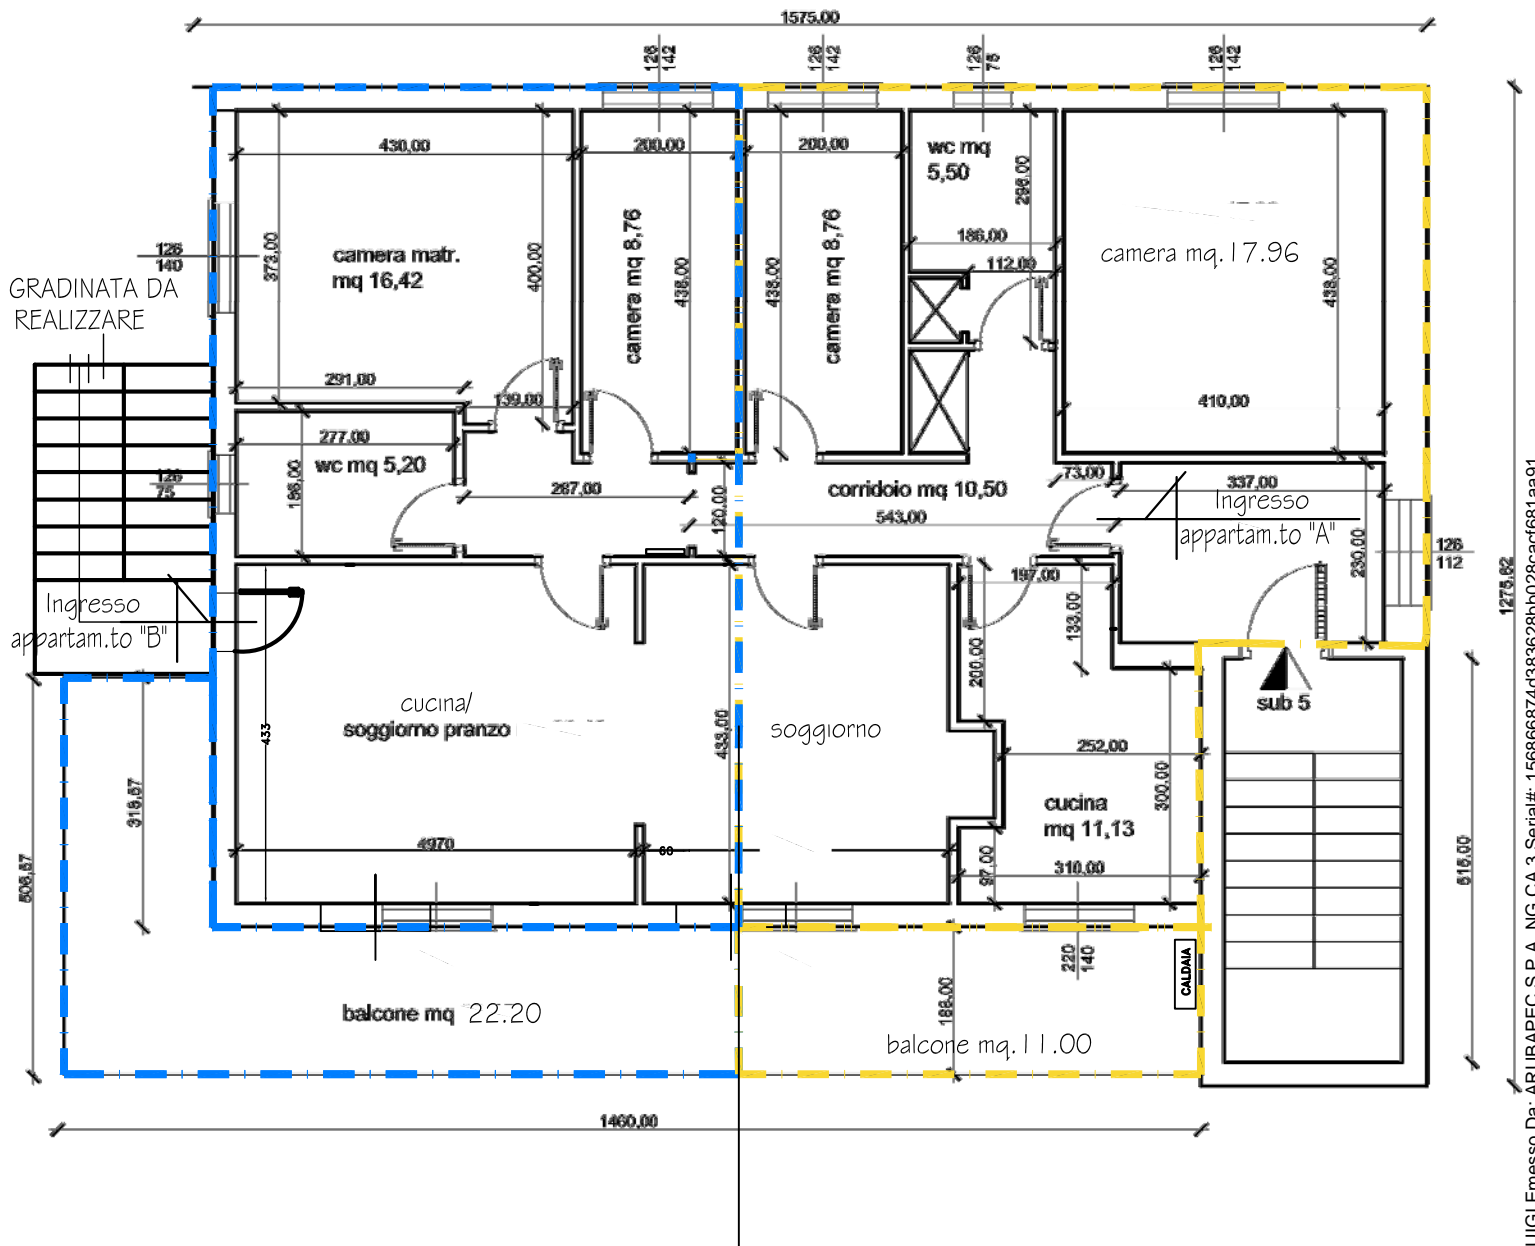 1575.00
126
142
126
142
126
75
126
142
430,00
200,00
200,00
wc mq
5,50
296,00
186,00
112,00
373,00
400,00
camera matr.
mq 16,42
camera mq 8,76
438,00
438,00
camera mq 8,76
camera mq.17.96
438,00
410,00
126
140
GRADINATA DA
REALIZZARE
291,00
139,00
277,00
wc mq 5,20
186,00
126
75
267,00
120,00
corridoio mq 10,50
543,00
73,00
337,00
Ingresso
appartam.to "A"
230,00
126
112
1275,62
Ingresso
appartam.to "B"
197,00
133,00
200,00
sub 5
cucina/
soggiorno pranzo
433
433,00
soggiorno
252,00
300,00
cucina
mq 11,13
97,00
310,00
4970
60
220
140
CALDAIA
188,00
balcone mq 22.20
balcone mq.11.00
506,67
615,00
1460,00